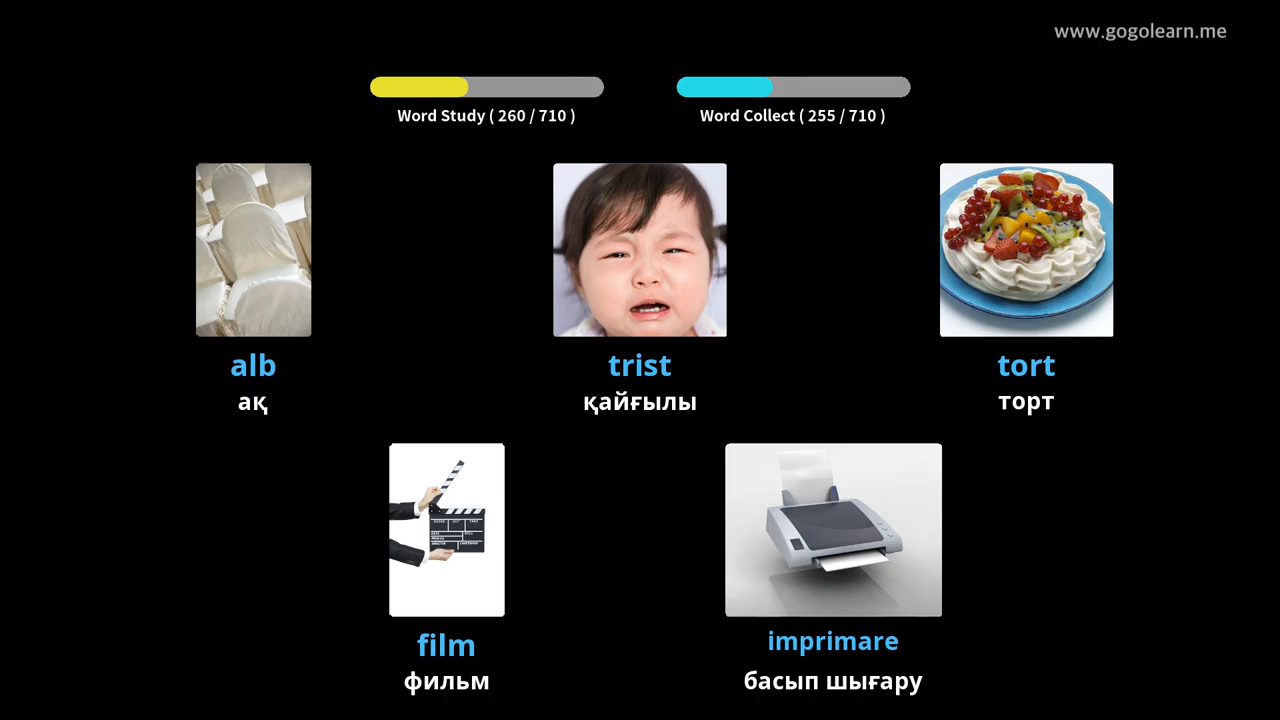 www.gogolearn.me
Word Study ( 260 / 710 )
Word Collect ( 255 / 710 )
alb
ақ
trist
қайғылы
tort
торт
film
фильм
imprimare
басып шығару